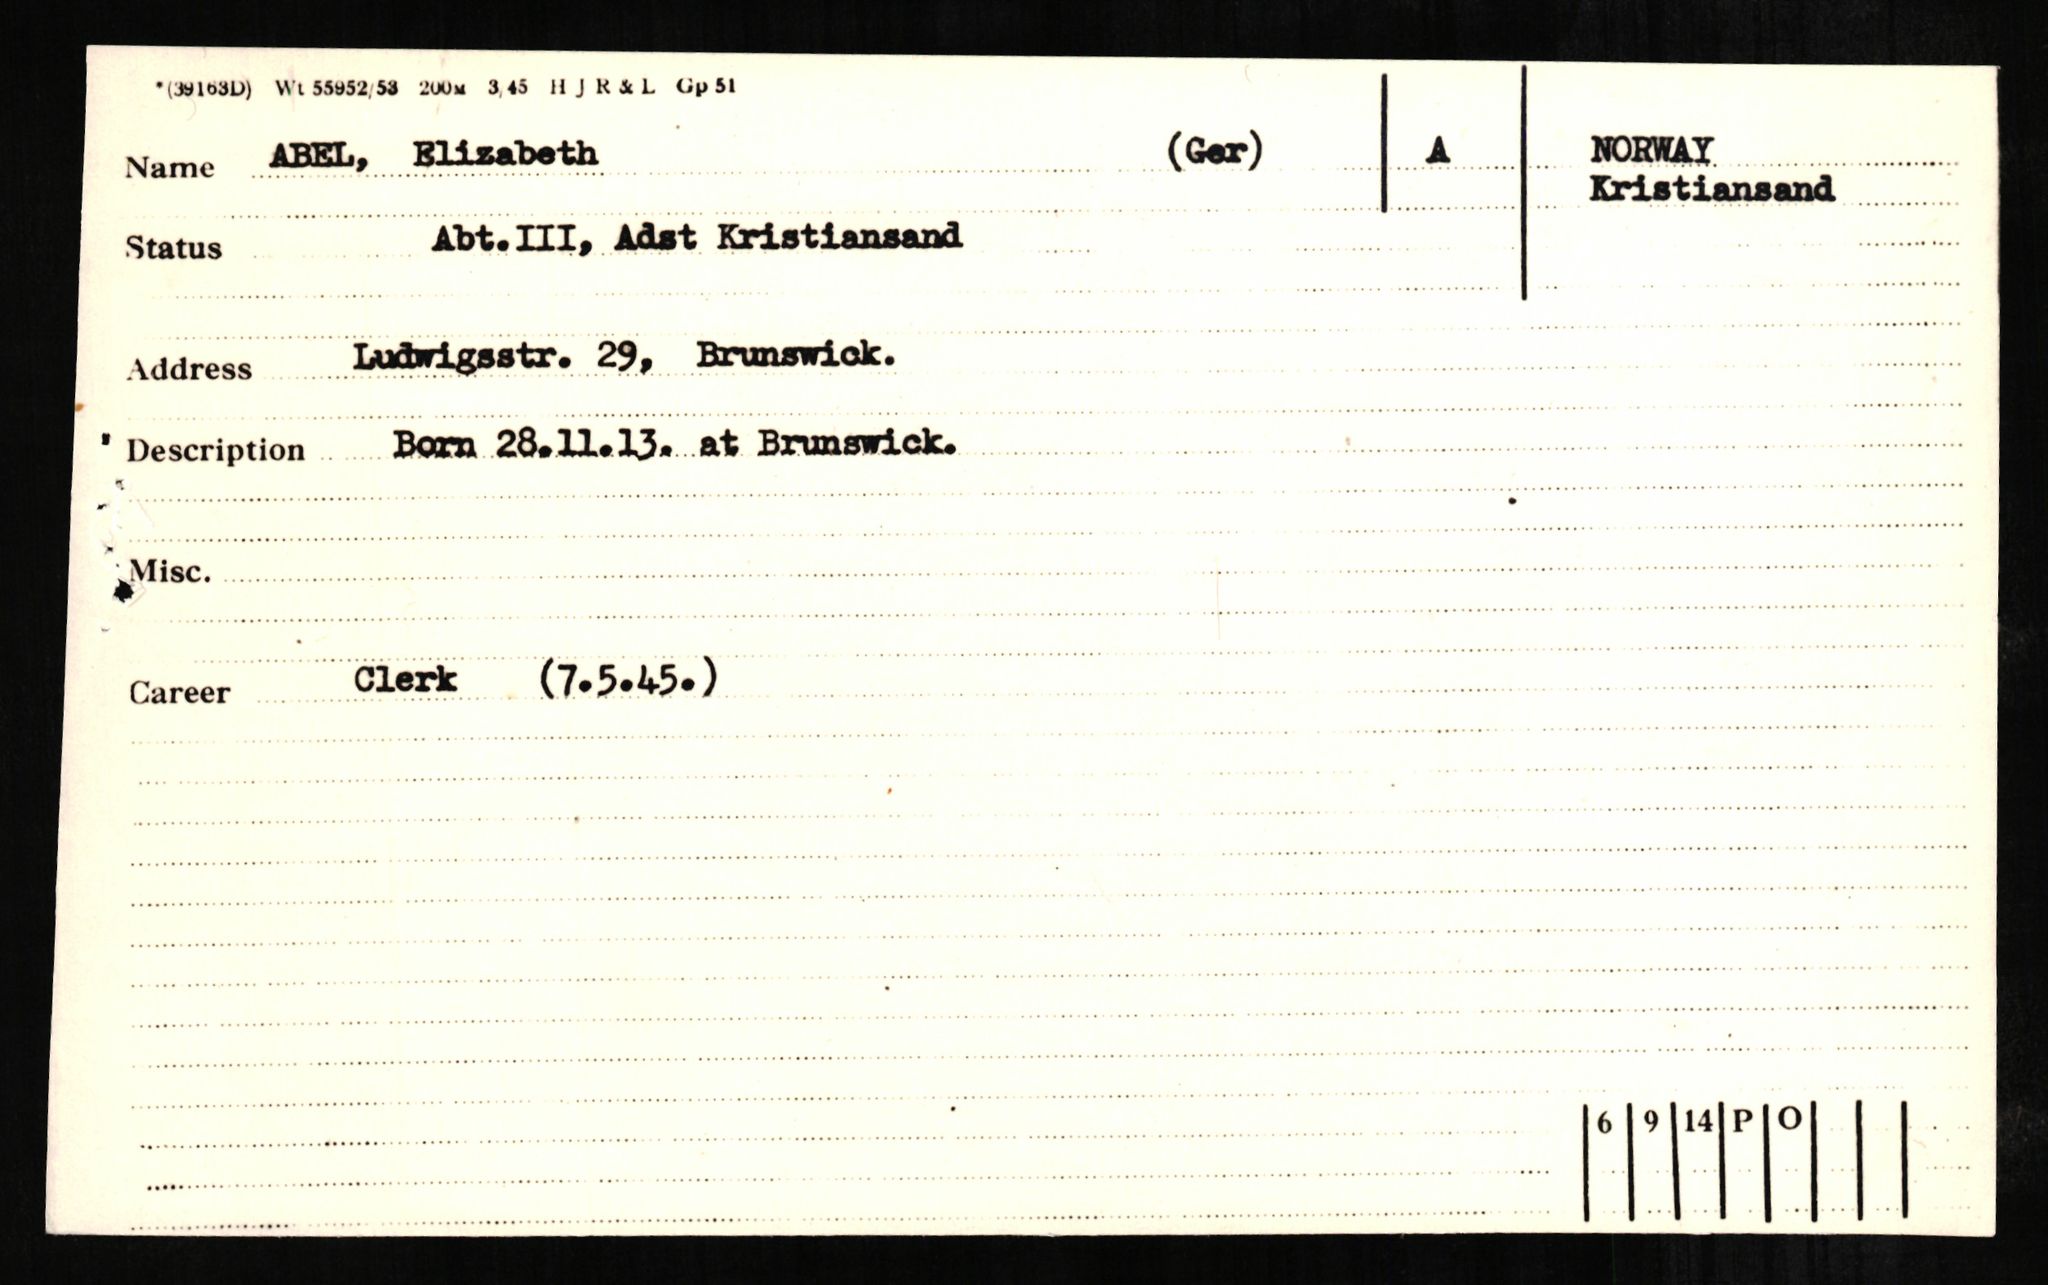 *(39163D) Wt 55952/53 200M 3/45 H J R & L Gp 51
Name ABEL, Elizabeth (Ger) A NORWAY
Kristiansand
Status Abt.III, Adst Kristiansand
Address Ludwigsstr. 29, Brunswick.
Description Born 28.11.13. at Brunswick.
Misc.
Career Clerk (7.5.45.)
6 9 14 P O